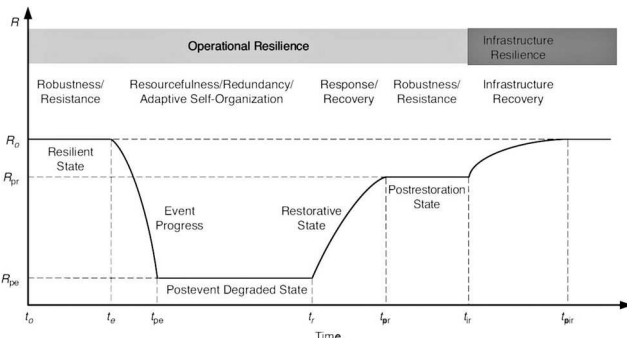 R
Operational Resilience
Infrastructure
Resilience
Robustness/
Resistance
Resourcefulness/Redundancy/
Adaptive Self-Organization
Response/
Recovery
Robustness/
Resistance
Infrastructure
Recovery
Ro
Resilient
State
Rpr
Event
Progress
Restorative
State
Postrestoration
State
Rpe
Postevent Degraded State
to
te
tpe
tr
tpr
tir
tpir
Time